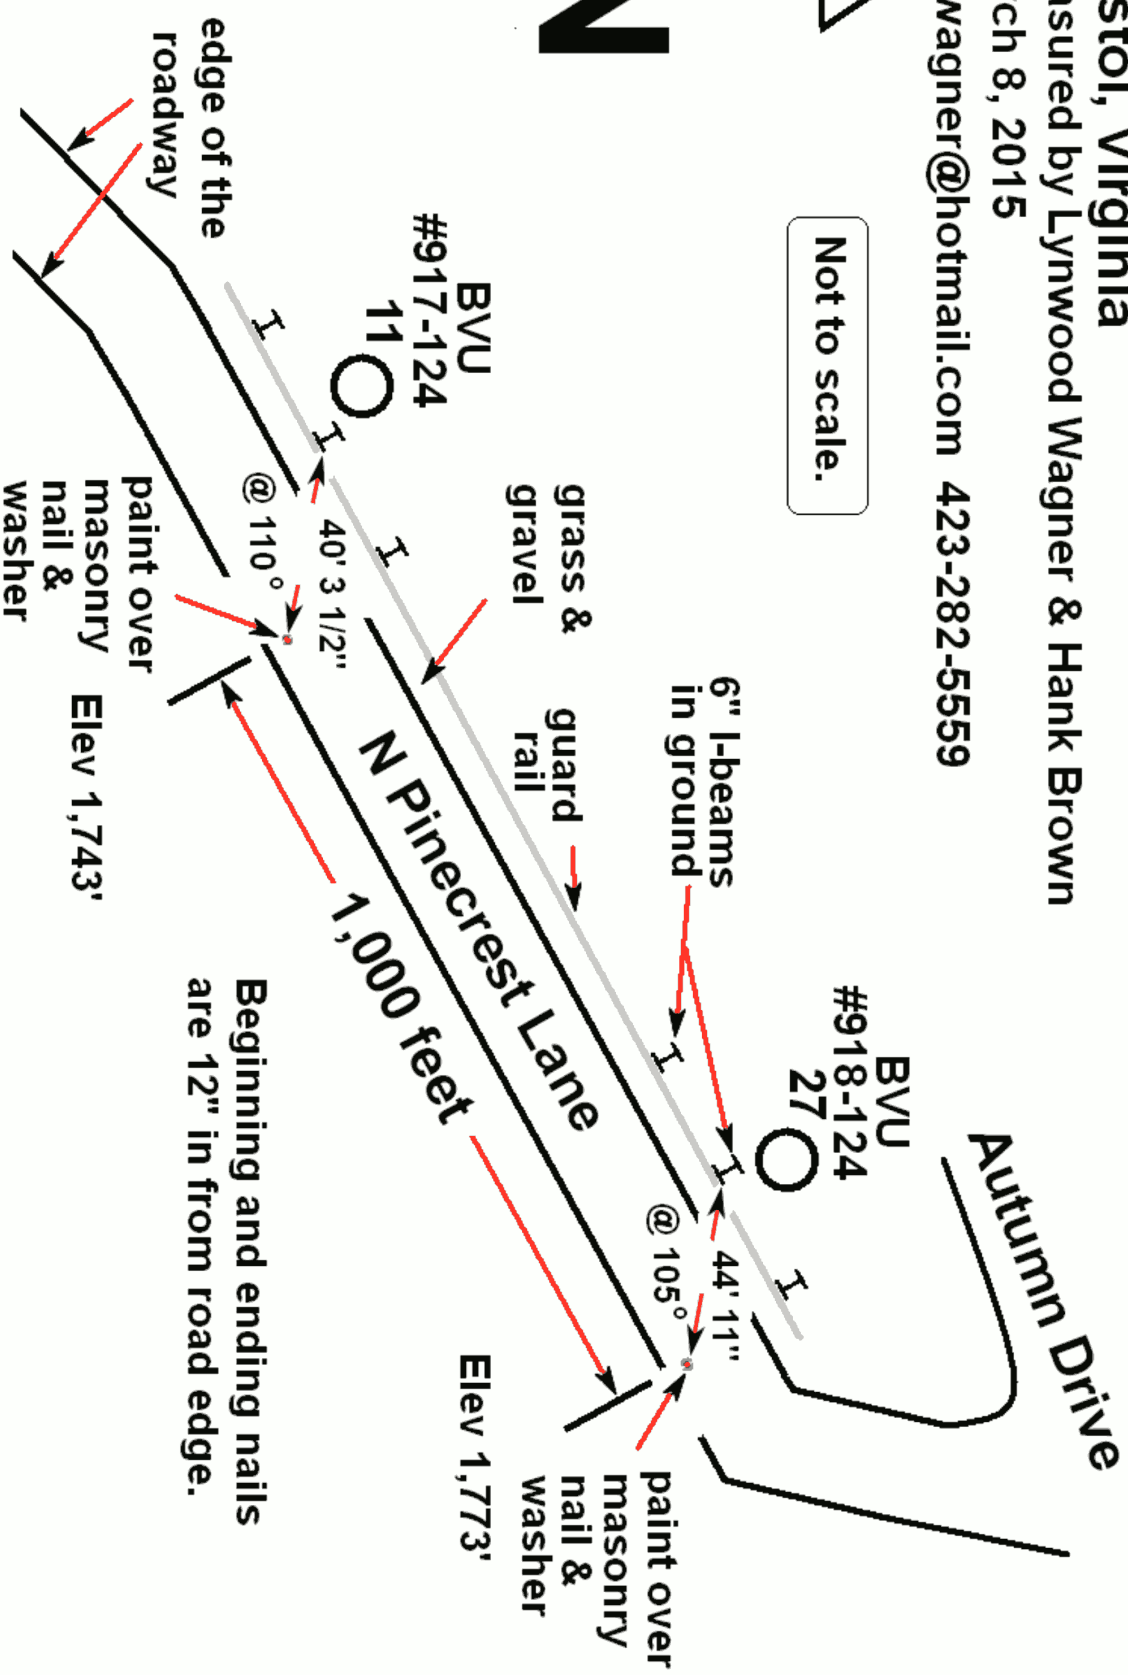 stol, Virginia
asured by Lynwood Wagner & Hank Brown
rch 8, 2015
wagner@hotmail.com 423-282-5559
N
Not to scale.
Autumn Drive
BVU
#918-124
27
6" I-beams
in ground
guard
rail
grass &
gravel
BVU
#917-124
11
edge of the
roadway
40' 3 1/2"
@ 110°
44' 11"
@ 105°
N Pinecrest Lane
1,000 feet
paint over
masonry
nail &
washer
Elev 1,743'
paint over
masonry
nail &
washer
Elev 1,773'
Beginning and ending nails
are 12" in from road edge.